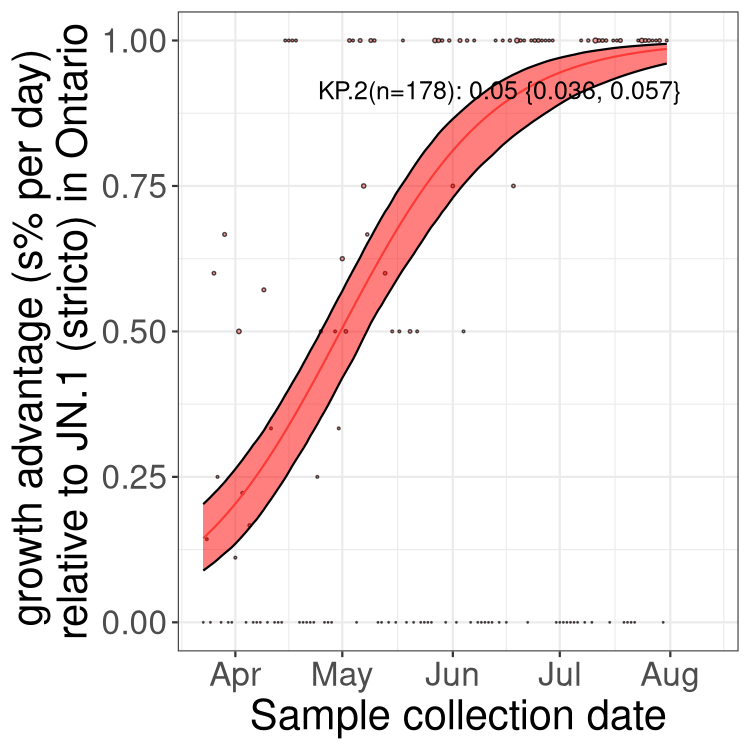 growth advantage (s% per day)
relative to JN.1 (stricto) in Ontario
1.00
0.75
0.50
0.25
0.00
KP.2(n=178): 0.05 {0.036, 0.057}
Apr May Jun Jul Aug
Sample collection date